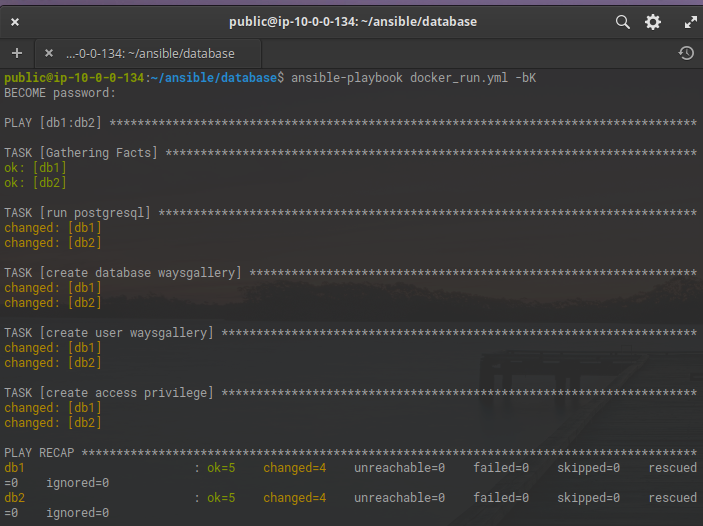 public@ip-10-0-0-134: ~/ansible/database
...-0-0-134: ~/ansible/database
public@ip-10-0-0-134:~/ansible/database$ ansible-playbook docker_run.yml -bK
BECOME password:
PLAY [db1:db2] ************************************************************************************
TASK [Gathering Facts] ****************************************************************************
ok: [db1]
ok: [db2]
TASK [run postgresql] *****************************************************************************
changed: [db1]
changed: [db2]
TASK [create database waysgallery] ****************************************************************
changed: [db1]
changed: [db2]
TASK [create user waysgallery] ********************************************************************
changed: [db1]
changed: [db2]
TASK [create access privilege] ********************************************************************
changed: [db1]
changed: [db2]
PLAY RECAP ****************************************************************************************
db1                        : ok=5    changed=4    unreachable=0    failed=0    skipped=0    rescued
=0    ignored=0
db2                        : ok=5    changed=4    unreachable=0    failed=0    skipped=0    rescued
=0    ignored=0